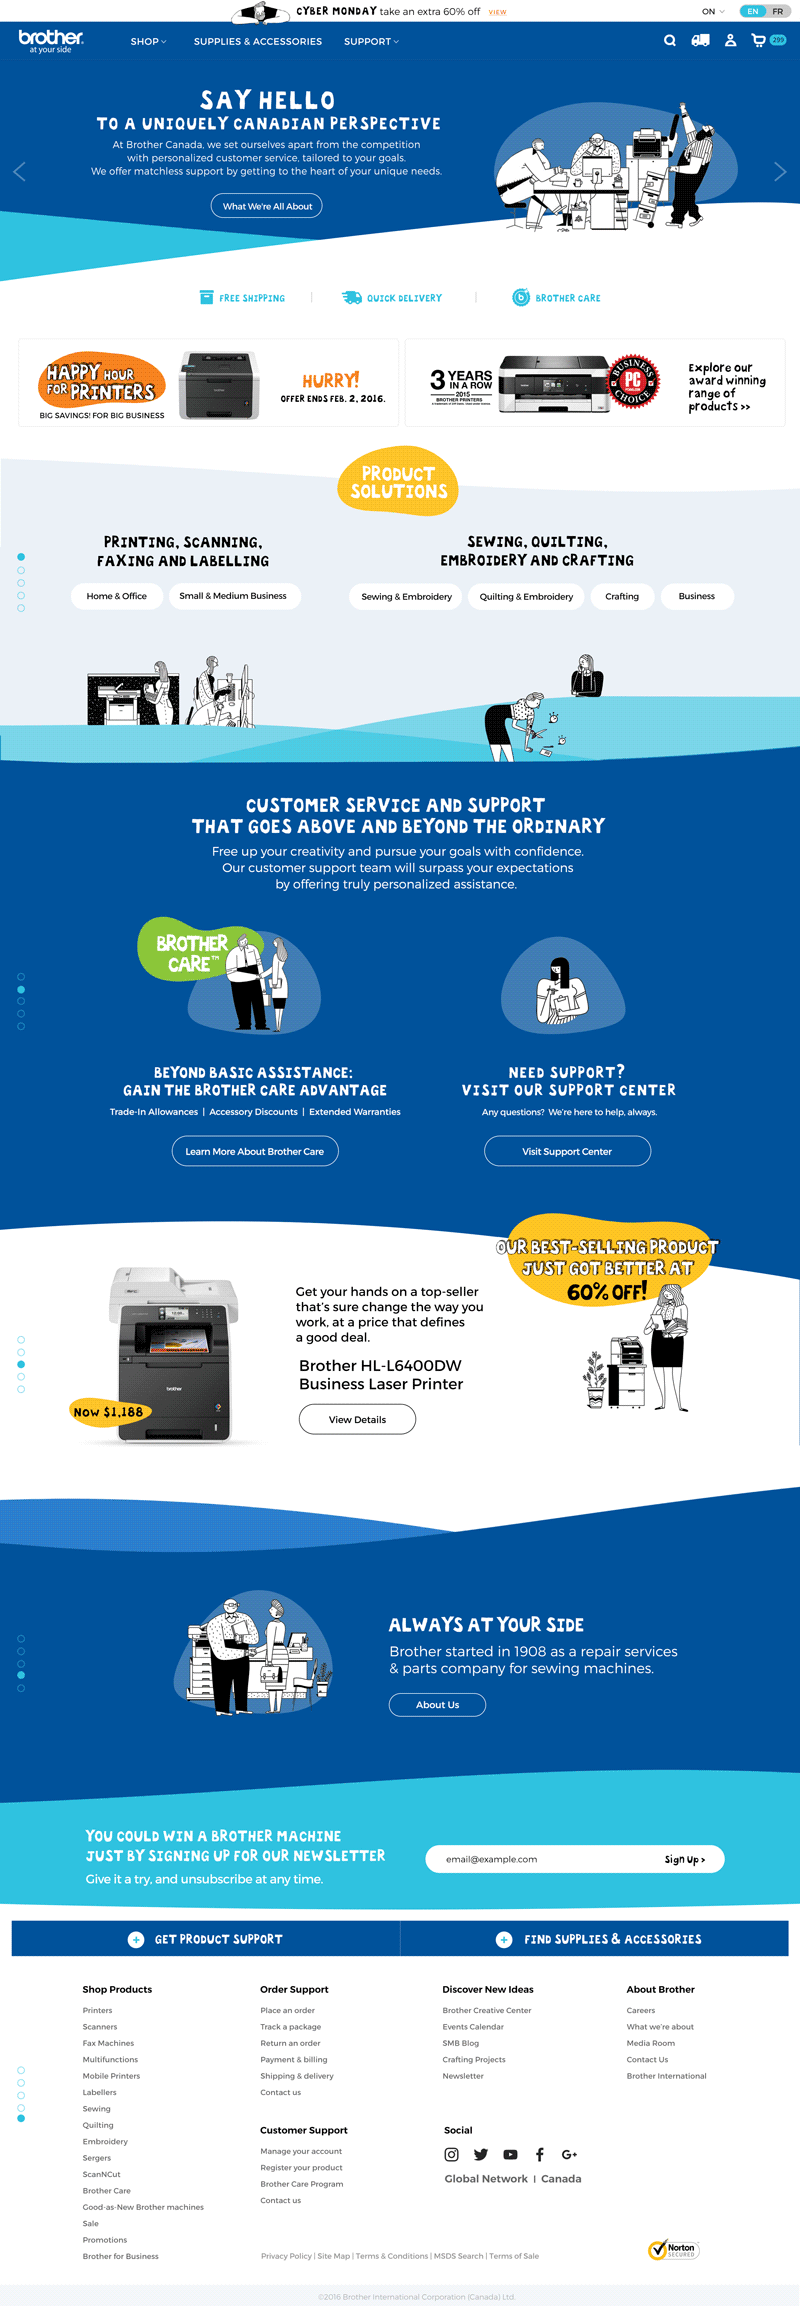 CYBER MONDAY take an extra 60% off VIEW
ON EN FR
brother
at your side
SHOP SUPPLIES & ACCESSORIES SUPPORT 299
SAY HELLO
TO A UNIQUELY CANADIAN PERSPECTIVE
At Brother Canada, we set ourselves apart from the competition
with personalized customer service, tailored to your goals.
We offer matchless support by getting to the heart of your unique needs.
What We're All About
FREE SHIPPING
QUICK DELIVERY
BROTHER CARE
HAPPY HOUR
FOR PRINTERS
BIG SAVINGS! FOR BIG BUSINESS
HURRY!
OFFER ENDS FEB. 2, 2016.
3 YEARS
IN A ROW
2015
BROTHER PRINTERS
BUSINESS
PC
CHOICE
Explore our
award winning
range of
products >>
PRODUCT
SOLUTIONS
PRINTING, SCANNING,
FAXING AND LABELLING
Home & Office
Small & Medium Business
SEWING, QUILTING,
EMBROIDERY AND CRAFTING
Sewing & Embroidery
Quilting & Embroidery
Crafting
Business
CUSTOMER SERVICE AND SUPPORT
THAT GOES ABOVE AND BEYOND THE ORDINARY
Free up your creativity and pursue your goals with confidence.
Our customer support team will surpass your expectations
by offering truly personalized assistance.
BROTHER
CARE™
BEYOND BASIC ASSISTANCE:
GAIN THE BROTHER CARE ADVANTAGE
Trade-In Allowances | Accessory Discounts | Extended Warranties
Learn More About Brother Care
NEED SUPPORT?
VISIT OUR SUPPORT CENTER
Any questions? We're here to help, always.
Visit Support Center
OUR BEST-SELLING PRODUCT
JUST GOT BETTER AT
60% OFF!
brother
NOW $1,188
Get your hands on a top-seller
that's sure change the way you
work, at a price that defines
a good deal.
Brother HL-L6400DW
Business Laser Printer
View Details
ALWAYS AT YOUR SIDE
Brother started in 1908 as a repair services
& parts company for sewing machines.
About Us
YOU COULD WIN A BROTHER MACHINE
JUST BY SIGNING UP FOR OUR NEWSLETTER
Give it a try, and unsubscribe at any time.
email@example.com
Sign Up >
GET PRODUCT SUPPORT
FIND SUPPLIES & ACCESSORIES
Shop Products
Printers
Scanners
Fax Machines
Multifunctions
Mobile Printers
Labellers
Sewing
Quilting
Embroidery
Sergers
ScanNCut
Brother Care
Good-as-New Brother machines
Sale
Promotions
Brother for Business
Order Support
Place an order
Track a package
Return an order
Payment & billing
Shipping & delivery
Contact us
Customer Support
Manage your account
Register your product
Brother Care Program
Contact us
Discover New Ideas
Brother Creative Center
Events Calendar
SMB Blog
Crafting Projects
Newsletter
Social
Global Network | Canada
About Brother
Careers
What we're about
Media Room
Contact Us
Brother International
Privacy Policy | Site Map | Terms & Conditions | MSDS Search | Terms of Sale
Norton
SECURED
©2016 Brother International Corporation (Canada) Ltd.